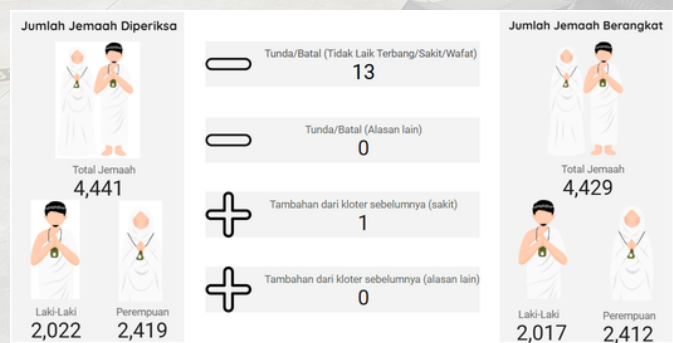 Jumlah Jemaah Diperiksa
Total Jemaah
4,441
Laki-Laki
2,022
Perempuan
2,419
Tunda/Batal (Tidak Laik Terbang/Sakit/Wafat)
13
Tunda/Batal (Alasan lain)
0
Tambahan dari kloter sebelumnya (sakit)
1
Tambahan dari kloter sebelumnya (alasan lain)
0
Jumlah Jemaah Berangkat
Total Jemaah
4,429
Laki-Laki
2,017
Perempuan
2,412